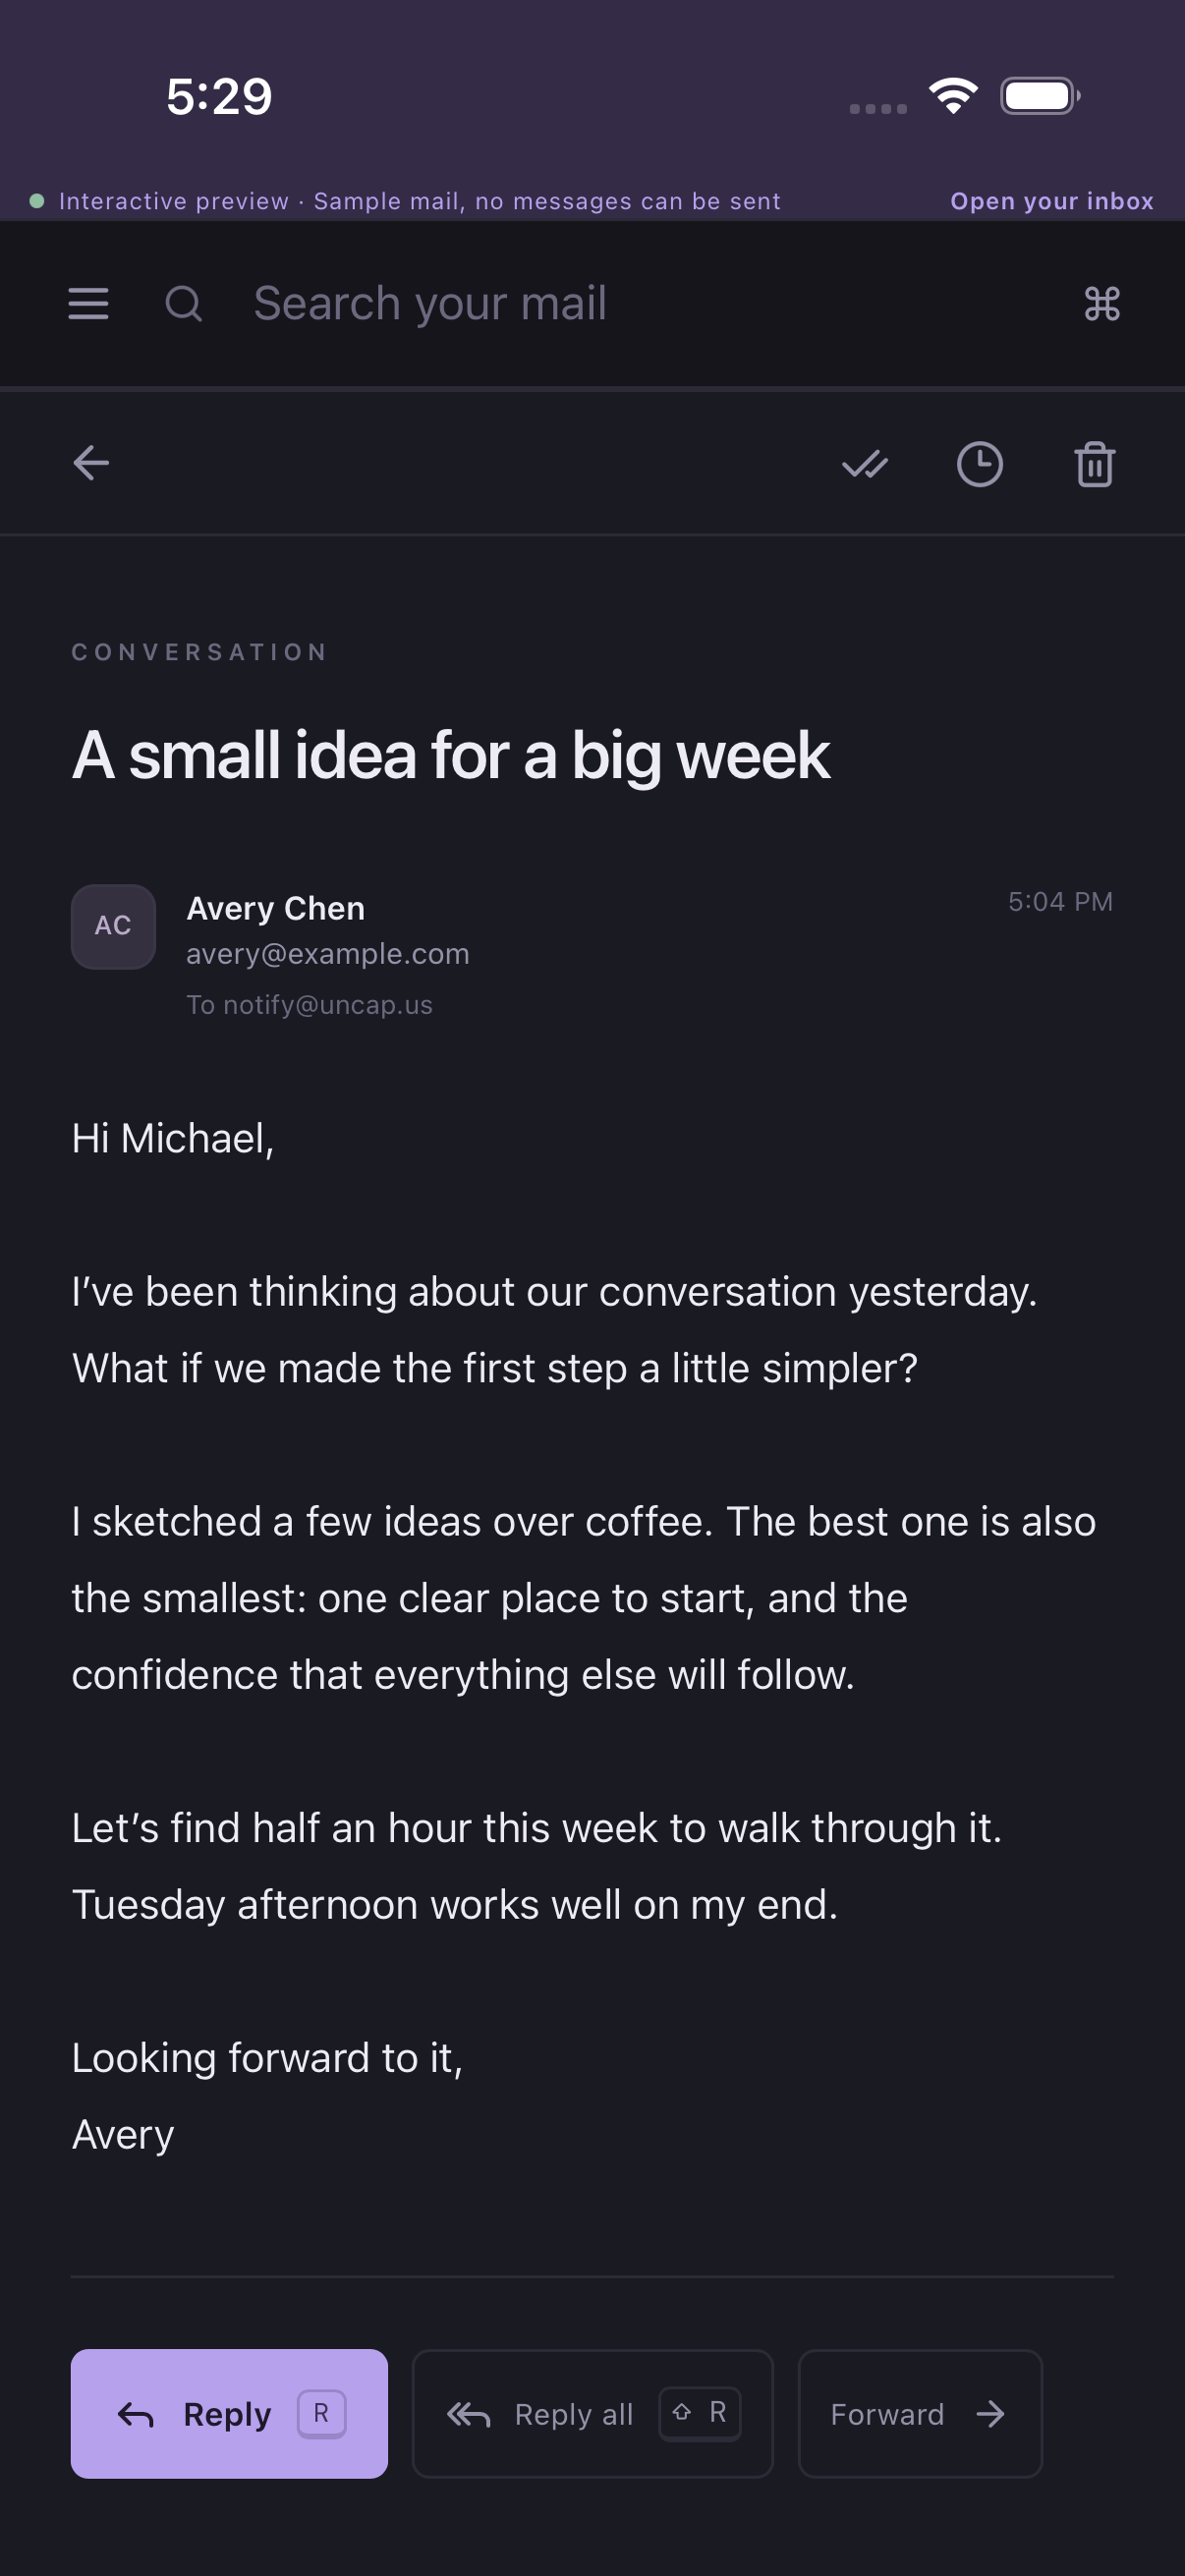 5:29
Interactive preview · Sample mail, no messages can be sent
Open your inbox
Search your mail
CONVERSATION
A small idea for a big week
AC
Avery Chen
5:04 PM
avery@example.com
To notify@uncap.us
Hi Michael,
I’ve been thinking about our conversation yesterday.
What if we made the first step a little simpler?
I sketched a few ideas over coffee. The best one is also
the smallest: one clear place to start, and the
confidence that everything else will follow.
Let’s find half an hour this week to walk through it.
Tuesday afternoon works well on my end.
Looking forward to it,
Avery
Reply R
Reply all ⇧ R
Forward